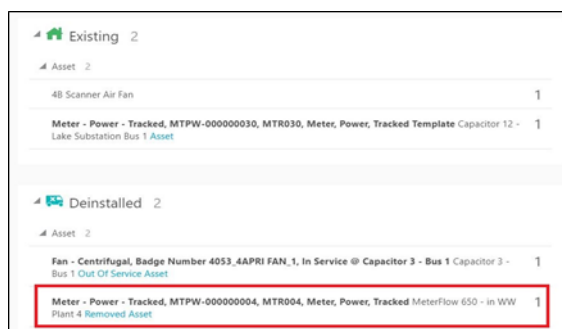 Existing 2
Asset 2
4B Scanner Air Fan 1
Meter - Power - Tracked, MTPW-000000030, MTR030, Meter, Power, Tracked Template Capacitor 12 - 1
Lake Substation Bus 1 Asset
Deinstalled 2
Asset 2
Fan - Centrifugal, Badge Number 4053_4APRI FAN_1, In Service @ Capacitor 3 - Bus 1 Capacitor 3 - 1
Bus 1 Out Of Service Asset
Meter - Power - Tracked, MTPW-000000004, MTR004, Meter, Power, Tracked MeterFlow 650 - in WW 1
Plant 4 Removed Asset